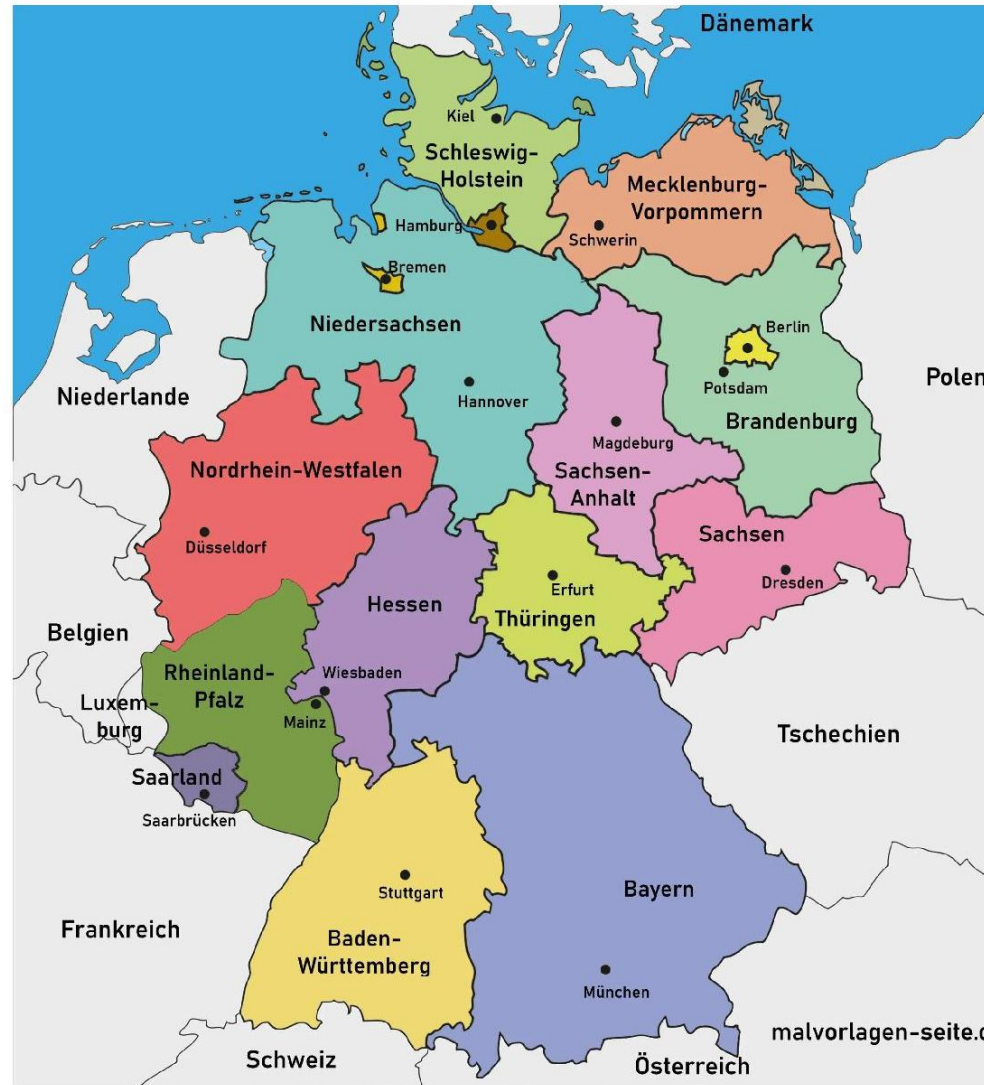 Dänemark
Kiel
Schleswig-
Holstein
Mecklenburg-
Vorpommern
Hamburg
Schwerin
Bremen
Niedersachsen
Berlin
Potsdam
Polen
Niederlande
Hannover
Brandenburg
Magdeburg
Nordrhein-Westfalen
Sachsen-
Anhalt
Sachsen
Düsseldorf
Dresden
Erfurt
Hessen
Thüringen
Belgien
Rheinland-
Pfalz
Wiesbaden
Luxem-
burg
Mainz
Tschechien
Saarland
Saarbrücken
Stuttgart
Bayern
Frankreich
Baden-
Württemberg
München
malvorlagen-seite.d
Schweiz
Österreich